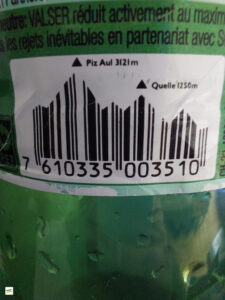 neutre: VALSER réduit activement au maximum
les rejets inévitables en partenariat avec
Piz Aul 3121m
Quelle 1250m
7 610335 003510